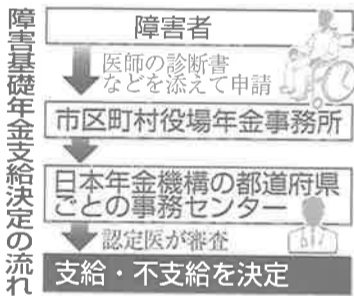 障害基礎年金支給決定の流れ
障害者
医師の診断書
などを添えて申請
市区町村役場年金事務所
日本年金機構の都道府県
ごとの事務センター
認定医が審査
支給・不支給を決定